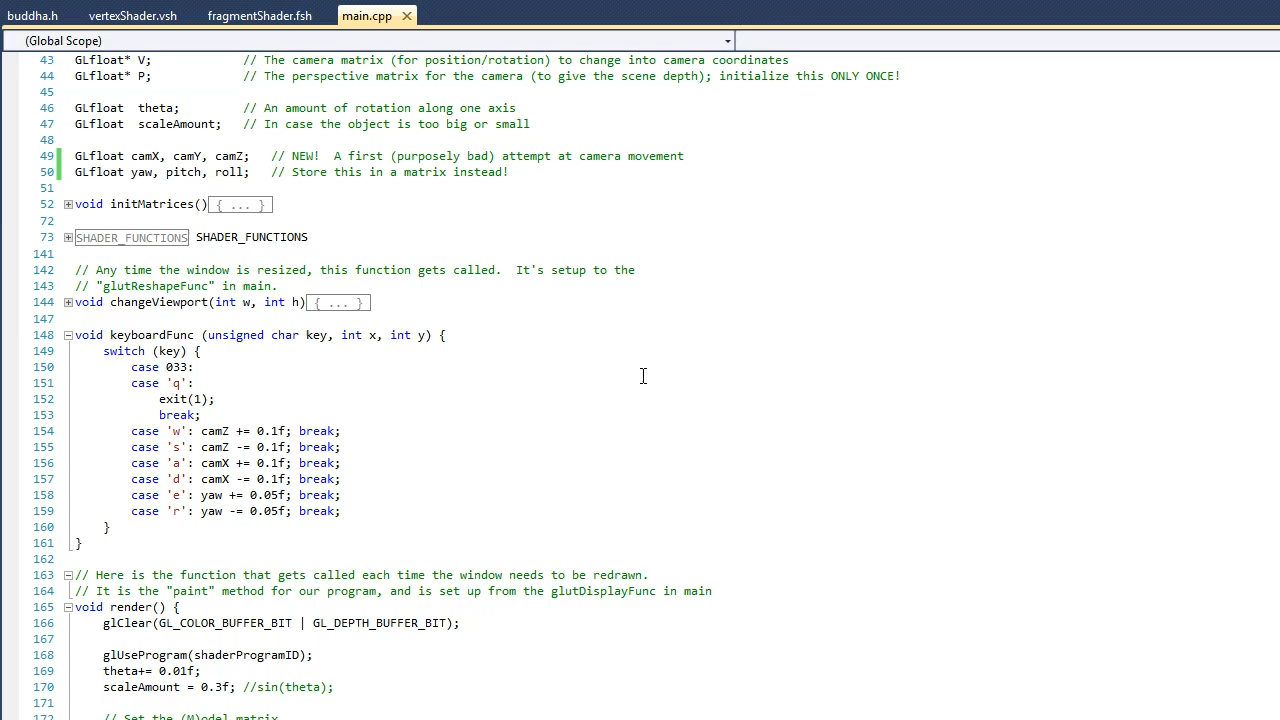 buddha.h vertexShader.vsh fragmentShader.fsh main.cpp
(Global Scope)
43 GLfloat* V; // The camera matrix (for position/rotation) to change into camera coordinates
44 GLfloat* P; // The perspective matrix for the camera (to give the scene depth); initialize this ONLY ONCE!
45
46 GLfloat theta; // An amount of rotation along one axis
47 GLfloat scaleAmount; // In case the object is too big or small
48
49 GLfloat camX, camY, camZ; // NEW! A first (purposely bad) attempt at camera movement
50 GLfloat yaw, pitch, roll; // Store this in a matrix instead!
51
52 void initMatrices(){ ... }
72
73 SHADER_FUNCTIONS SHADER_FUNCTIONS
141
142 // Any time the window is resized, this function gets called. It's setup to the
143 // "glutReshapeFunc" in main.
144 void changeViewport(int w, int h){ ... }
147
148 void keyboardFunc (unsigned char key, int x, int y) {
149 switch (key) {
150 case 033:
151 case 'q':
152 exit(1);
153 break;
154 case 'w': camZ += 0.1f; break;
155 case 's': camZ -= 0.1f; break;
156 case 'a': camX += 0.1f; break;
157 case 'd': camX -= 0.1f; break;
158 case 'e': yaw += 0.05f; break;
159 case 'r': yaw -= 0.05f; break;
160 }
161 }
162
163 // Here is the function that gets called each time the window needs to be redrawn.
164 // It is the "paint" method for our program, and is set up from the glutDisplayFunc in main
165 void render() {
166 glClear(GL_COLOR_BUFFER_BIT | GL_DEPTH_BUFFER_BIT);
167
168 glUseProgram(shaderProgramID);
169 theta+= 0.01f;
170 scaleAmount = 0.3f; //sin(theta);
171
172 // Set the (M)odel matrix